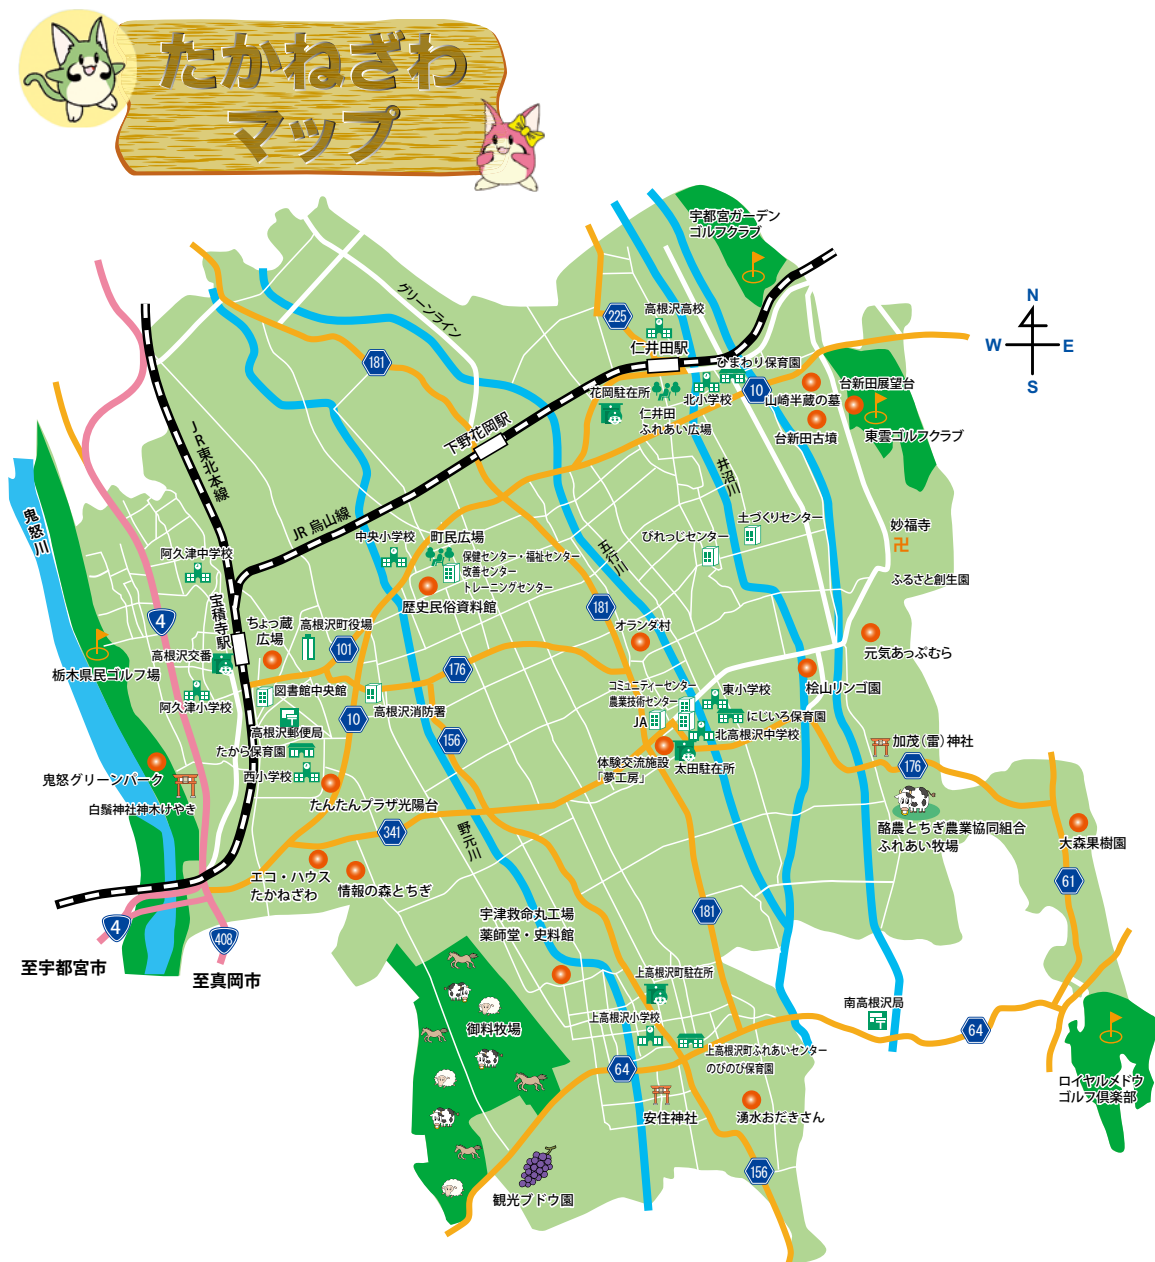 たかねざわ
マップ
宇都宮ガーデン
ゴルフクラブ
N
W
E
S
グリーンライン
225
高根沢高校
仁井田駅
181
ひまわり保育園
花岡駐在所
北小学校
10
山崎半蔵の墓
台新田展望台
仁井田
ふれあい広場
台新田古墳
東雲ゴルフクラブ
下野花岡駅
JR東北本線
井沼川
鬼怒川
JR烏山線
土づくりセンター
妙福寺
卍
中央小学校
町民広場
びれっじセンター
阿久津中学校
保健センター・福祉センター
改善センター
トレーニングセンター
五行川
ふるさと創生園
歴史民俗資料館
宝積寺駅
4
ちょっ蔵
広場
高根沢町役場
181
オランダ村
101
高根沢交番
元気あっぷむら
栃木県民ゴルフ場
176
コミュニティーセンター
農業技術センター
東小学校
桧山リンゴ園
図書館中央館
阿久津小学校
高根沢消防署
JA
にじいろ保育園
10
高根沢郵便局
北高根沢中学校
156
たから保育園
加茂(雷)神社
体験交流施設
「夢工房」
太田駐在所
176
鬼怒グリーンパーク
西小学校
白鬚神社神木けやき
たんたんプラザ光陽台
341
野元川
酪農とちぎ農業協同組合
ふれあい牧場
大森果樹園
エコ・ハウス
たかねざわ
情報の森とちぎ
61
宇津救命丸工場
薬師堂・史料館
181
4
408
至宇都宮市
至真岡市
上高根沢町駐在所
南高根沢局
御料牧場
上高根沢小学校
64
上高根沢町ふれあいセンター
のびのび保育園
64
ロイヤルメドウ
ゴルフ倶楽部
安住神社
湧水おだきさん
156
観光ブドウ園